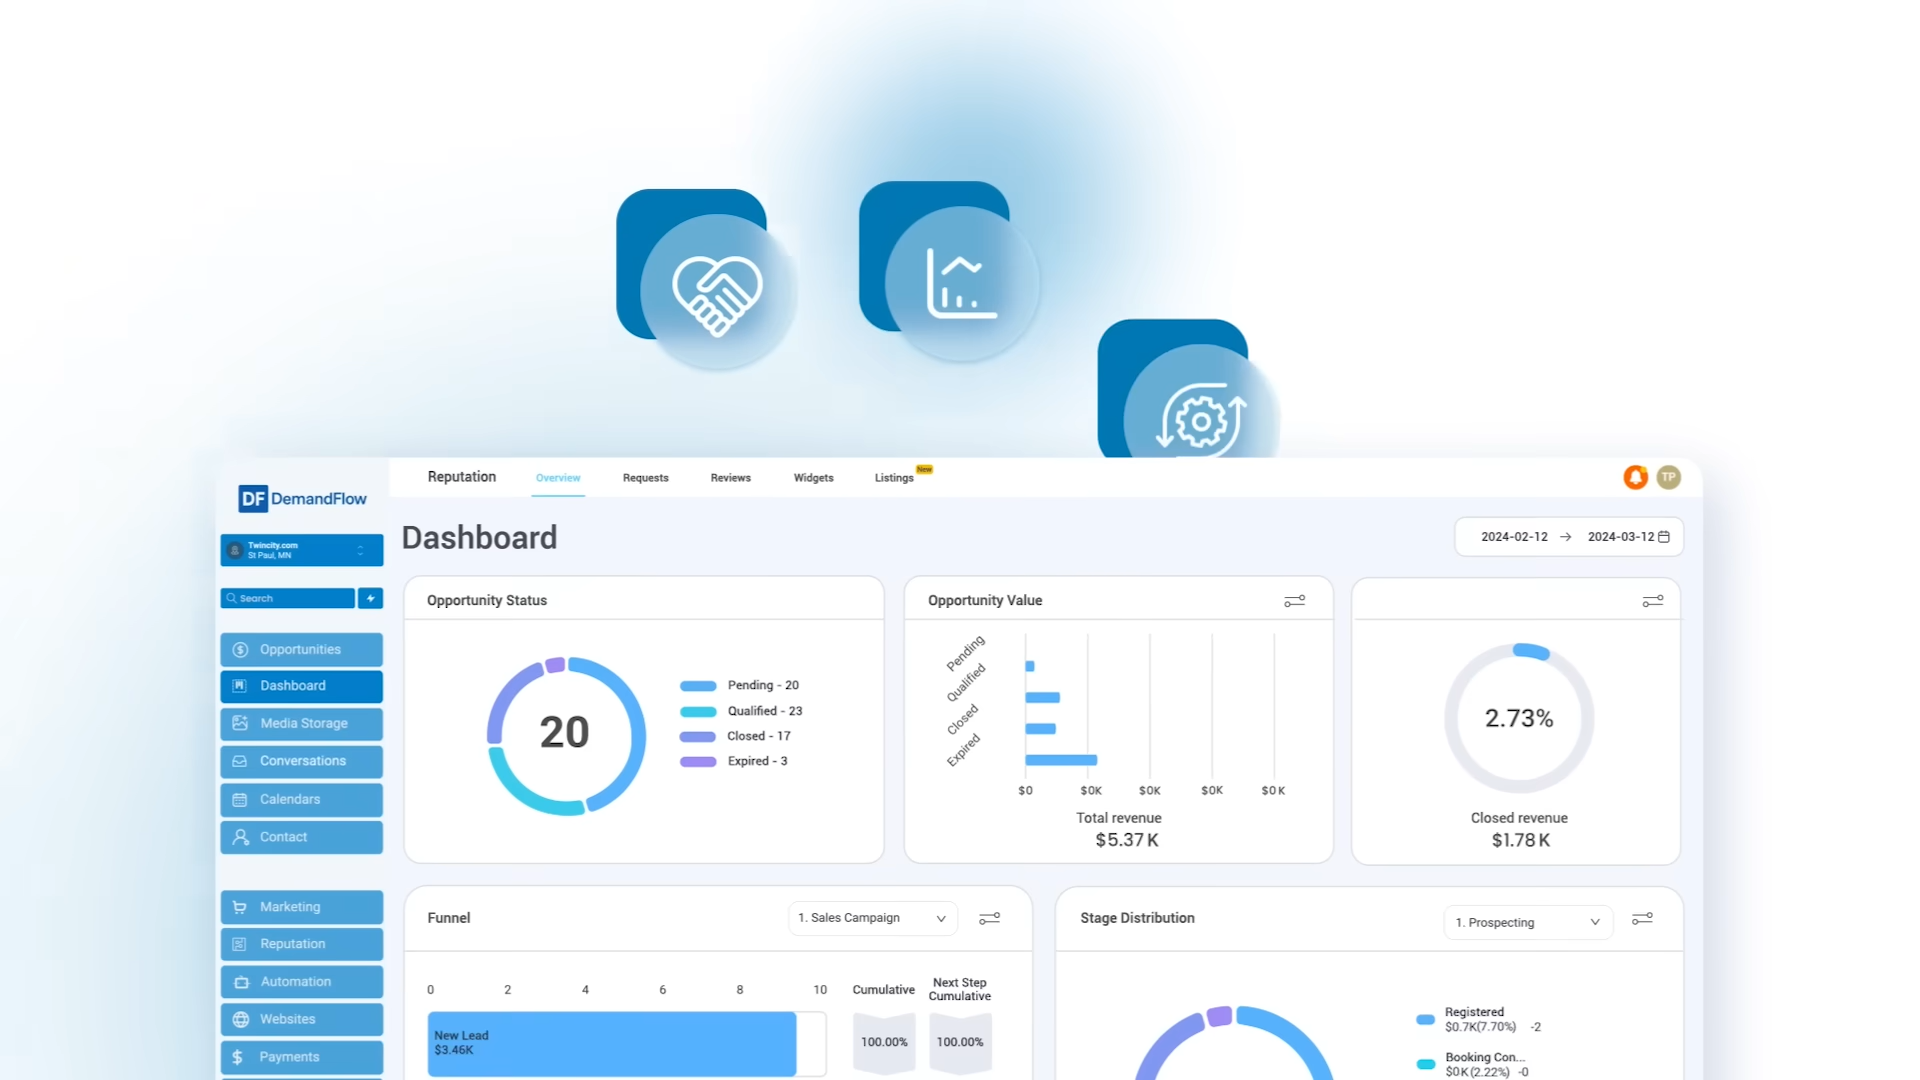 DF DemandFlow
Twincity.com
St Paul, MN
Search
Opportunities
Dashboard
Media Storage
Conversations
Calendars
Contact
Marketing
Reputation
Automation
Websites
Payments
Reputation
Overview
Requests
Reviews
Widgets
Listings
New
TP
Dashboard
2024-02-12 → 2024-03-12
Opportunity Status
20
Pending - 20
Qualified - 23
Closed - 17
Expired - 3
Opportunity Value
Pending
Qualified
Closed
Expired
$0 $0K $0K $0K $0K
Total revenue
$5.37K
2.73%
Closed revenue
$1.78K
Funnel
1. Sales Campaign
0 2 4 6 8 10
Cumulative
Next Step
Cumulative
New Lead
$3.46K
100.00%
100.00%
Stage Distribution
1. Prospecting
Registered
$0.7K(7.70%) -2
Booking Con...
$0K(2.22%) -0